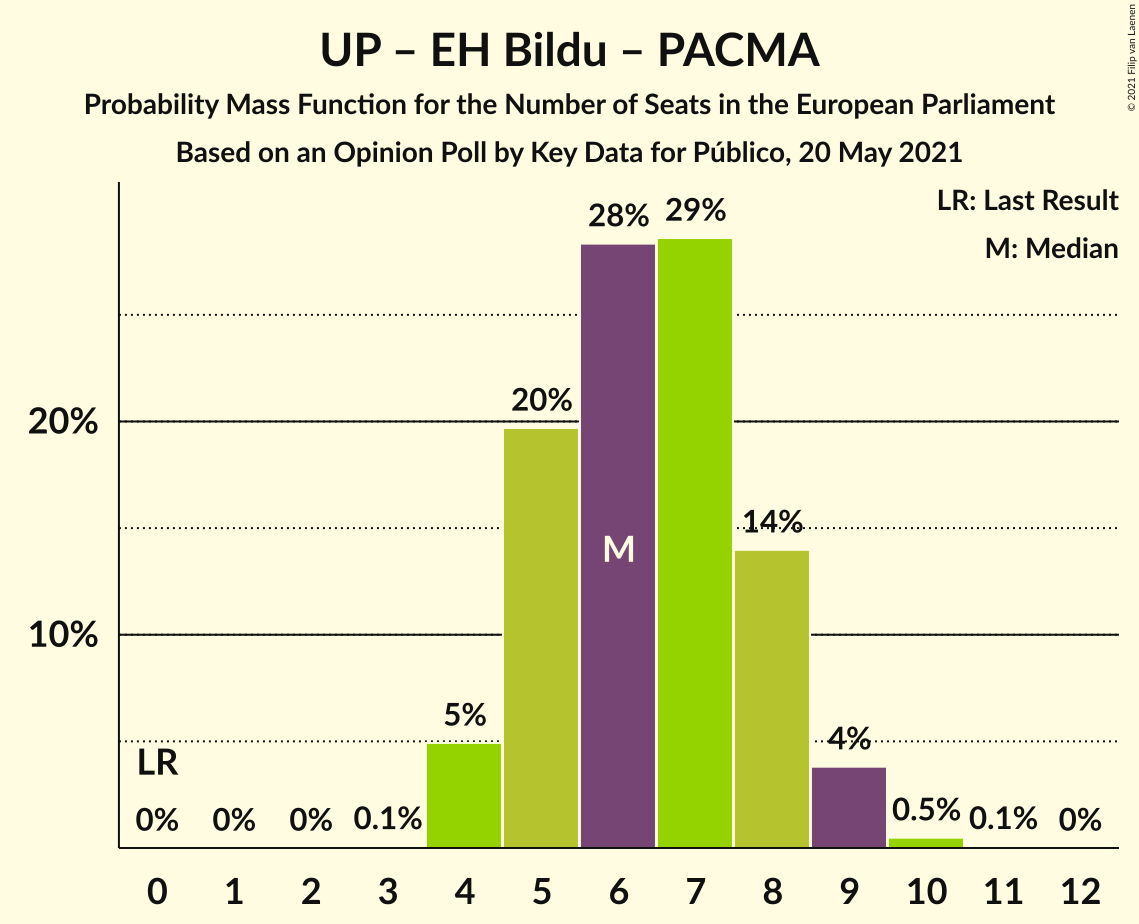 UP – EH Bildu – PACMA
Probability Mass Function for the Number of Seats in the European Parliament
Based on an Opinion Poll by Key Data for Público, 20 May 2021
© 2021 Filip van Laenen
LR: Last Result
M: Median
28% 29%
20%
20%
14%
M
10%
5%
4%
LR
0% 0% 0% 0.1% 0.5% 0.1% 0%
0 1 2 3 4 5 6 7 8 9 10 11 12